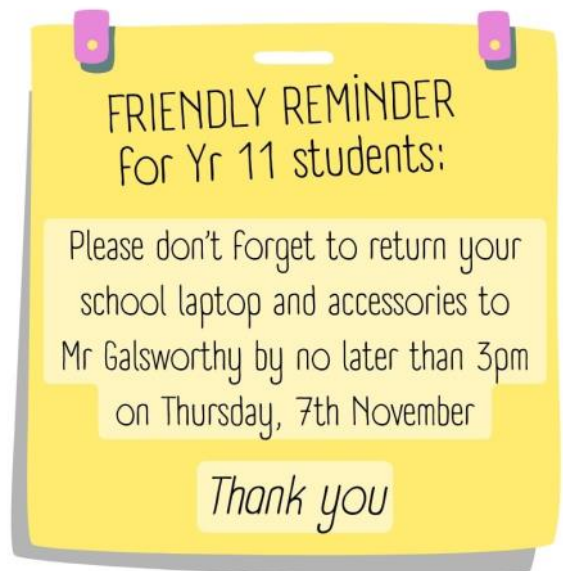 FRIENDLY REMINDER
for Yr 11 students:
Please don't forget to return your
school laptop and accessories to
Mr Galsworthy by no later than 3pm
on Thursday, 7th November
Thank you